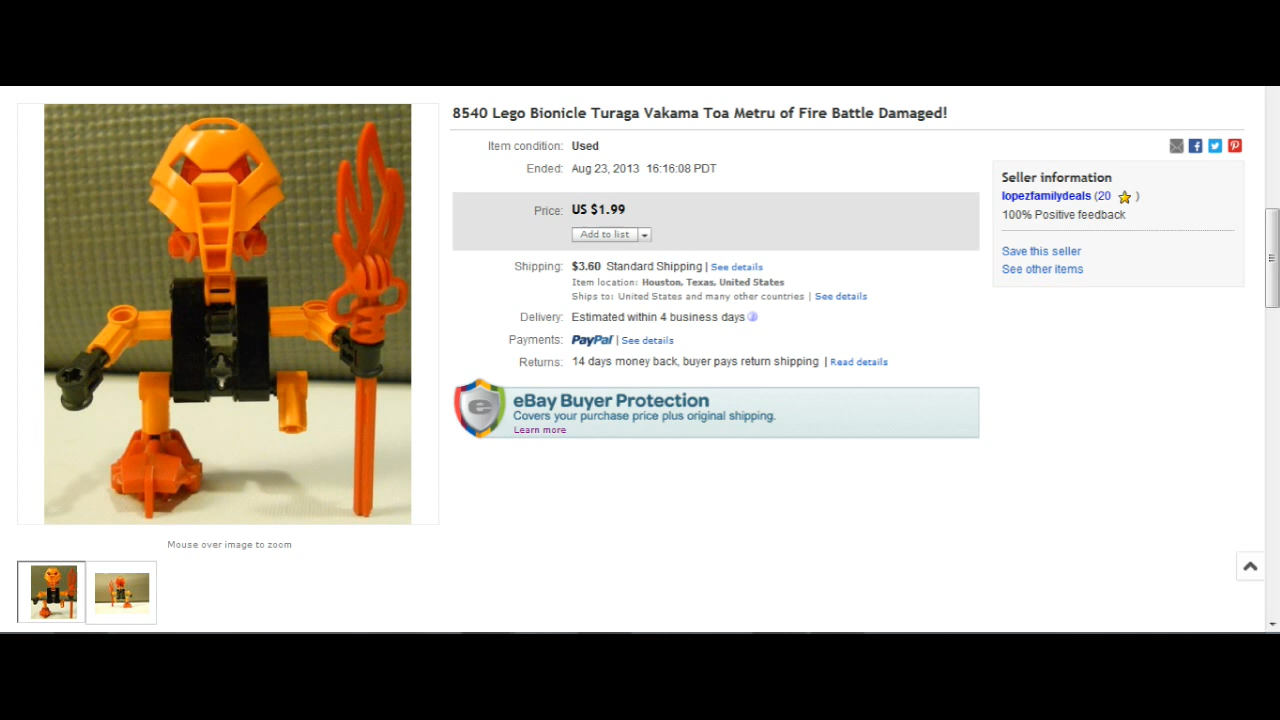 8540 Lego Bionicle Turaga Vakama Toa Metru of Fire Battle Damaged!
Item condition: Used
Ended: Aug 23, 2013 16:16:08 PDT
Price: US $1.99
Add to list
Shipping: $3.60 Standard Shipping | See details
Item location: Houston, Texas, United States
Ships to: United States and many other countries | See details
Delivery: Estimated within 4 business days
Payments: PayPal | See details
Returns: 14 days money back, buyer pays return shipping | Read details
e
eBay Buyer Protection
Covers your purchase price plus original shipping.
Learn more
Seller information
lopezfamilydeals (20 )
100% Positive feedback
Save this seller
See other items
Mouse over image to zoom